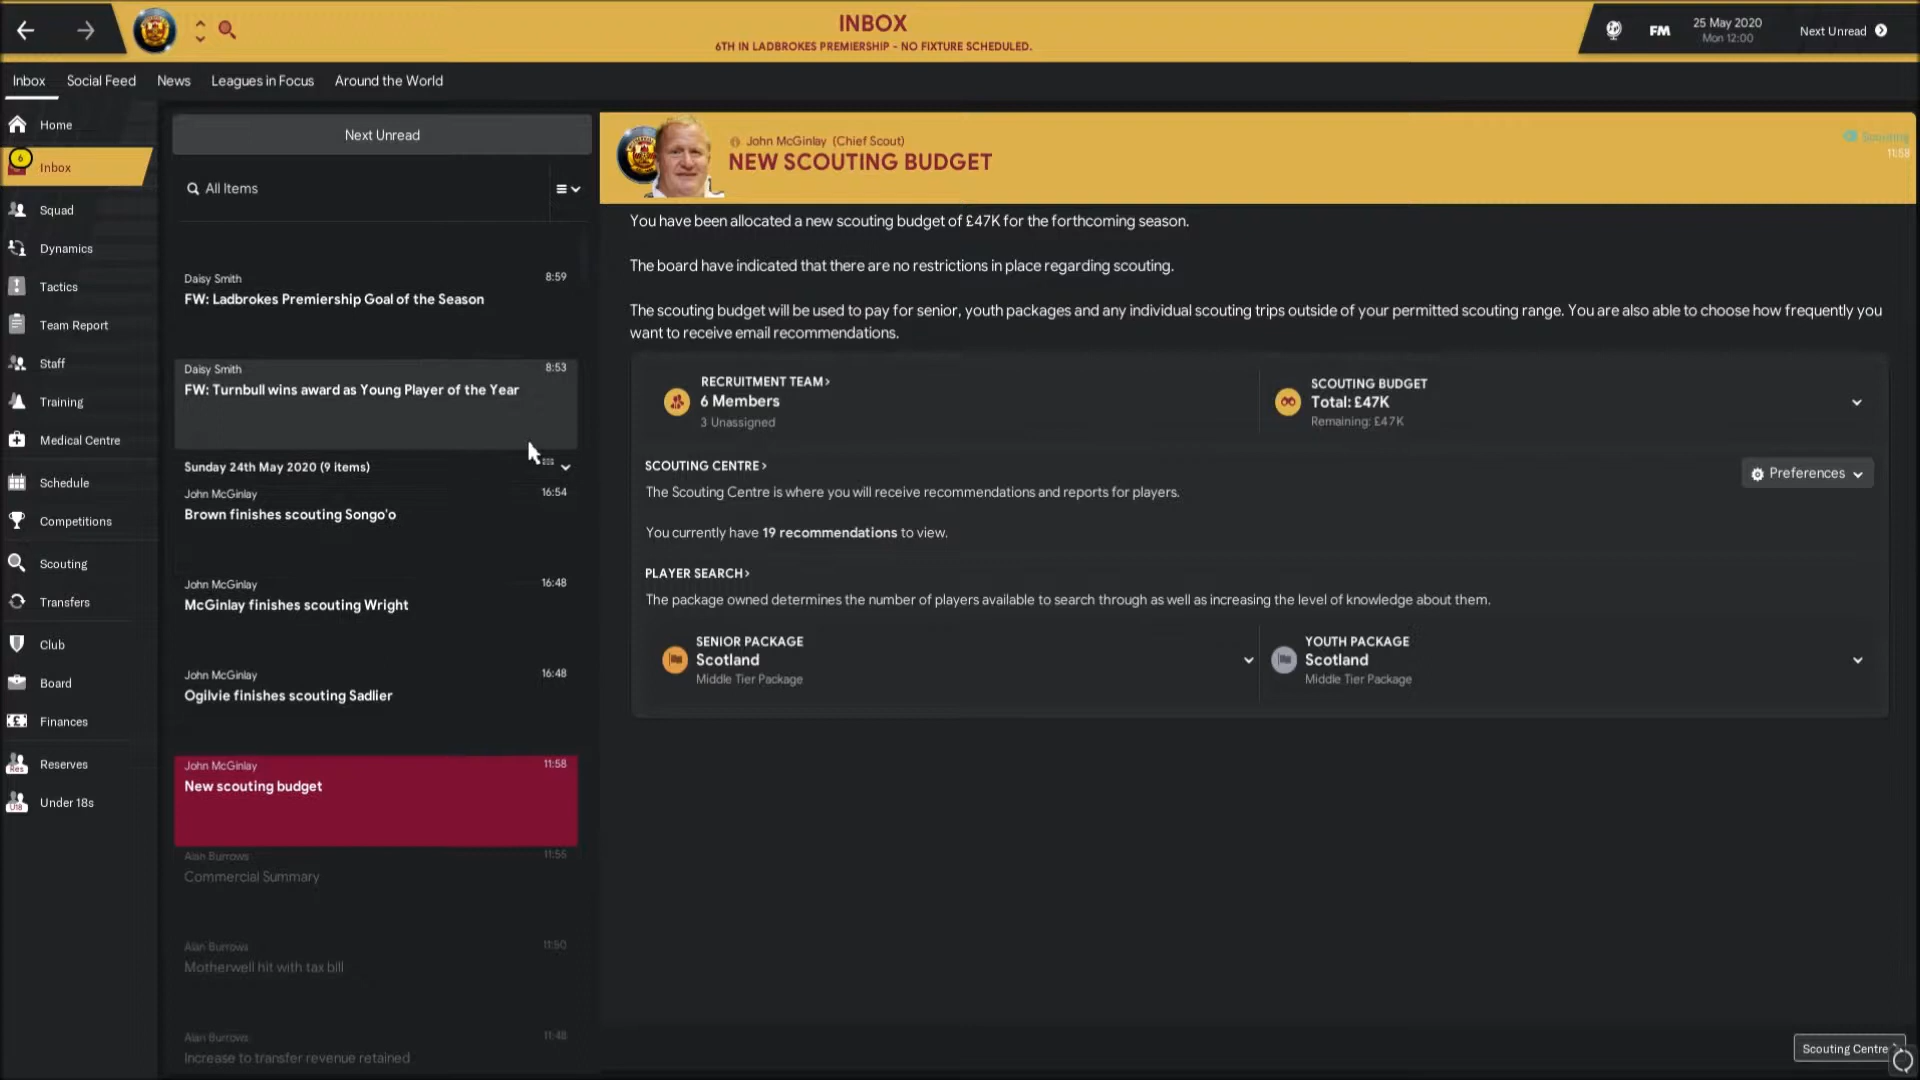 INBOX
6TH IN LADBROKES PREMIERSHIP - NO FIXTURE SCHEDULED.
FM
25 May 2020
Mon 12:00
Next Unread
Inbox
Social Feed
News
Leagues in Focus
Around the World
Home
6
Inbox
Squad
Dynamics
Tactics
Team Report
Staff
Training
Medical Centre
Schedule
Competitions
Scouting
Transfers
Club
Board
Finances
Res
Reserves
U18
Under 18s
Next Unread
All Items
Daisy Smith
8:59
FW: Ladbrokes Premiership Goal of the Season
Daisy Smith
8:53
FW: Turnbull wins award as Young Player of the Year
Sunday 24th May 2020 (9 items)
John McGinlay
16:54
Brown finishes scouting Songo'o
John McGinlay
16:48
McGinlay finishes scouting Wright
John McGinlay
16:48
Ogilvie finishes scouting Sadlier
John McGinlay
11:58
New scouting budget
Alan Burrows
11:55
Commercial Summary
Alan Burrows
11:50
Motherwell hit with tax bill
Alan Burrows
11:48
Increase to transfer revenue retained
John McGinlay (Chief Scout)
NEW SCOUTING BUDGET
Scouting
11:58
You have been allocated a new scouting budget of £47K for the forthcoming season.
The board have indicated that there are no restrictions in place regarding scouting.
The scouting budget will be used to pay for senior, youth packages and any individual scouting trips outside of your permitted scouting range. You are also able to choose how frequently you
want to receive email recommendations.
RECRUITMENT TEAM>
6 Members
3 Unassigned
SCOUTING BUDGET
Total: £47K
Remaining: £47K
SCOUTING CENTRE>
The Scouting Centre is where you will receive recommendations and reports for players.
Preferences
You currently have 19 recommendations to view.
PLAYER SEARCH>
The package owned determines the number of players available to search through as well as increasing the level of knowledge about them.
SENIOR PACKAGE
Scotland
Middle Tier Package
YOUTH PACKAGE
Scotland
Middle Tier Package
Scouting Centre